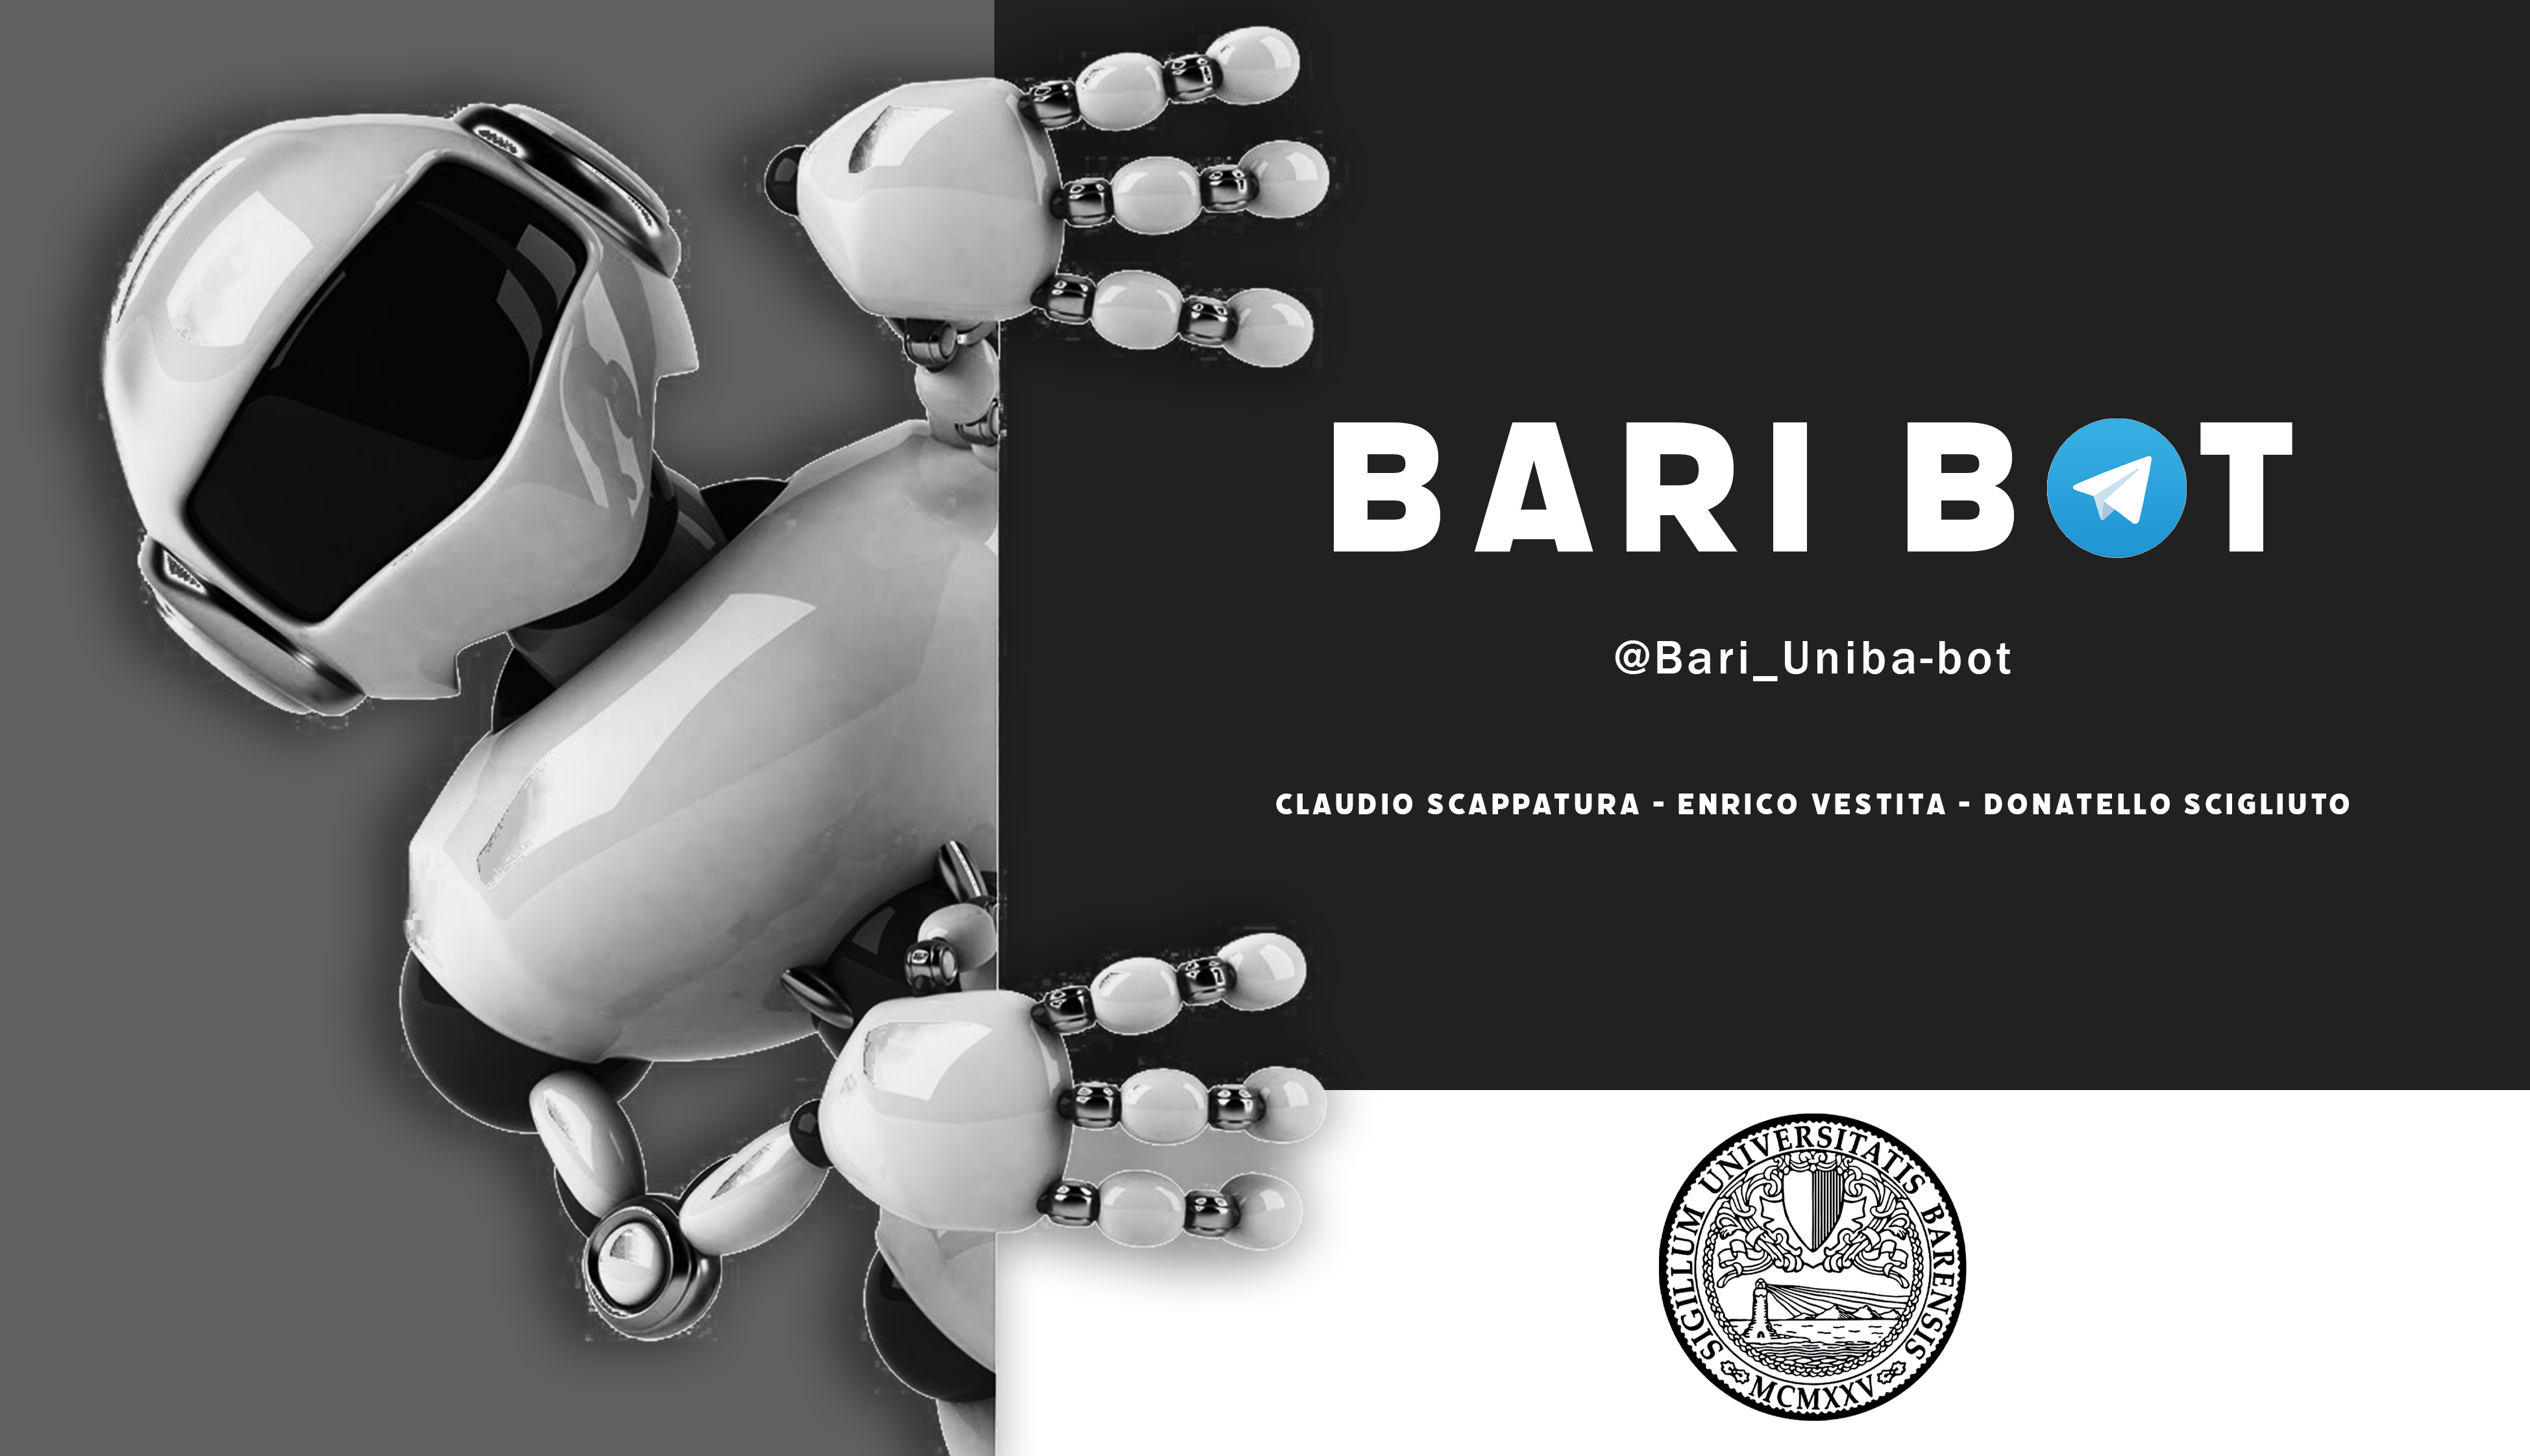 BARI BOT
@Bari_Uniba-bot
CLAUDIO SCAPPATURA - ENRICO VESTITA - DONATELLO SCIGLIUTO
SIGILLUM UNIVERSITATIS BARENSIS
MCMXXV